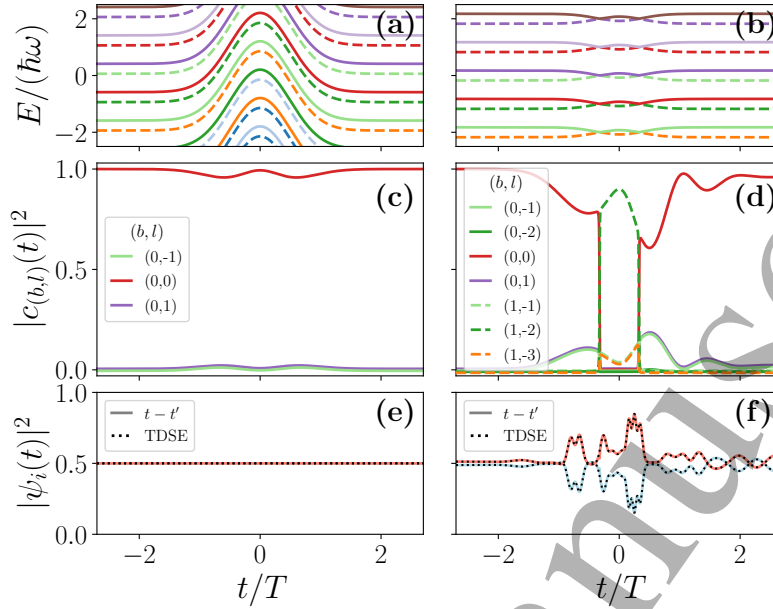 (a) (b)
E/(ħω)
2
0
−2
(c) (d)
|c(b,l)(t)|²
1.0
0.5
0.0
(b, l)
(0,-1)
(0,0)
(0,1)
(b, l)
(0,-1)
(0,-2)
(0,0)
(0,1)
(1,-1)
(1,-2)
(1,-3)
(e) (f)
|ψi(t)|²
1.0
0.5
0.0
t − t′
TDSE
t − t′
TDSE
−2 0 2 −2 0 2
t/T t/T